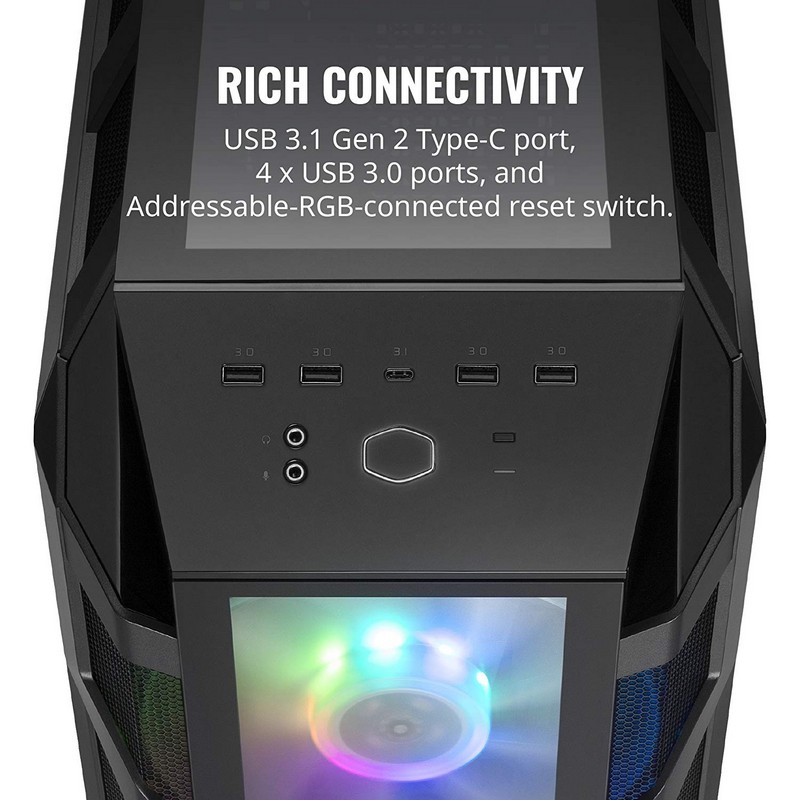 RICH CONNECTIVITY
USB 3.1 Gen 2 Type-C port,
4 x USB 3.0 ports, and
Addressable-RGB-connected reset switch.
3.0 3.0 3.1 3.0 3.0